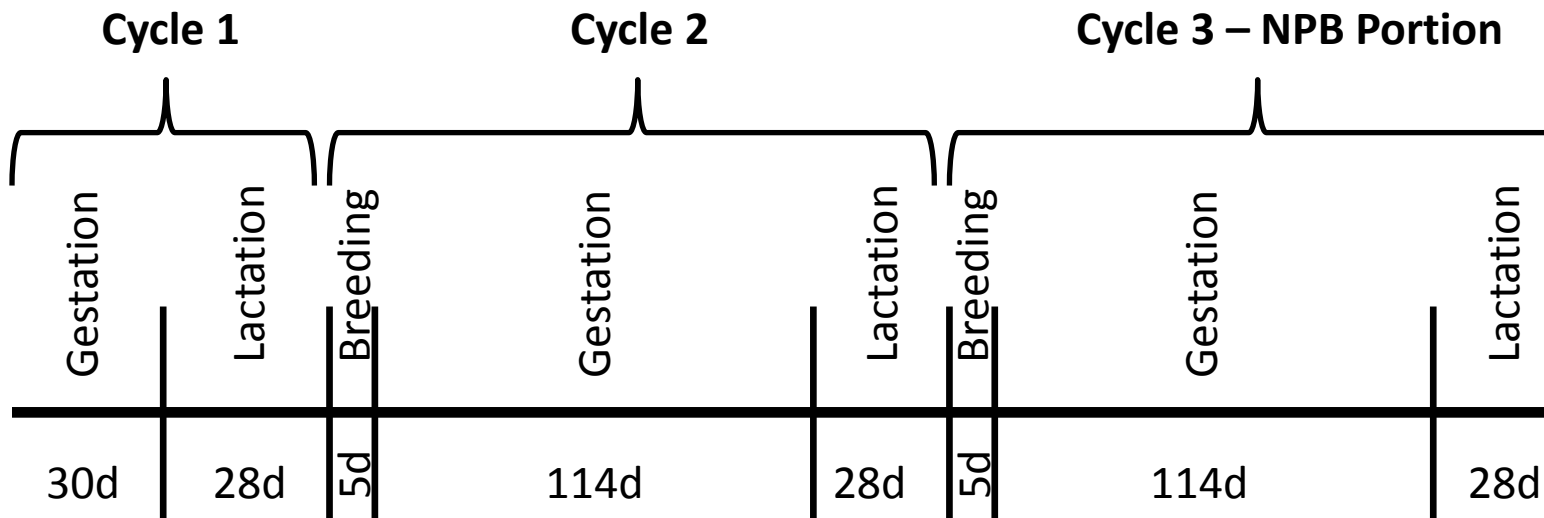 Cycle 1
Cycle 2
Cycle 3 – NPB Portion
Gestation
Lactation
Breeding
Gestation
Lactation
Breeding
Gestation
Lactation
30d
28d
5d
114d
28d
5d
114d
28d